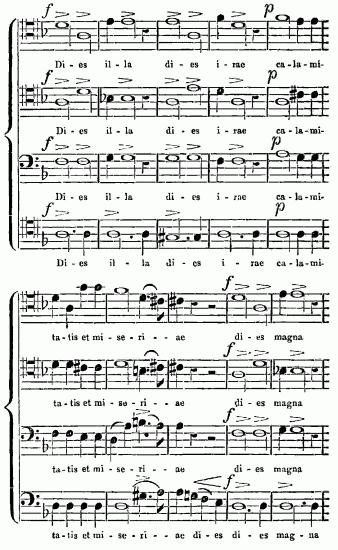 f p
Di-es il-la di-es i-rae ca-la-mi-
f p
Di-es il-la di-es i-rae ca-la-mi-
f p
Di-es il-la di-es i-rae ca-la-mi-
f p
Di-es il-la di-es i-rae ca-la-mi-
f
ta-tis et mi-se-ri--ae di-es magna
f
ta-tis et mi-se-ri--ae di-es magna
f
ta-tis et mi-se-ri--ae di-es magna
f
ta-tis et mi-se-ri--ae di-es di-es mag-na